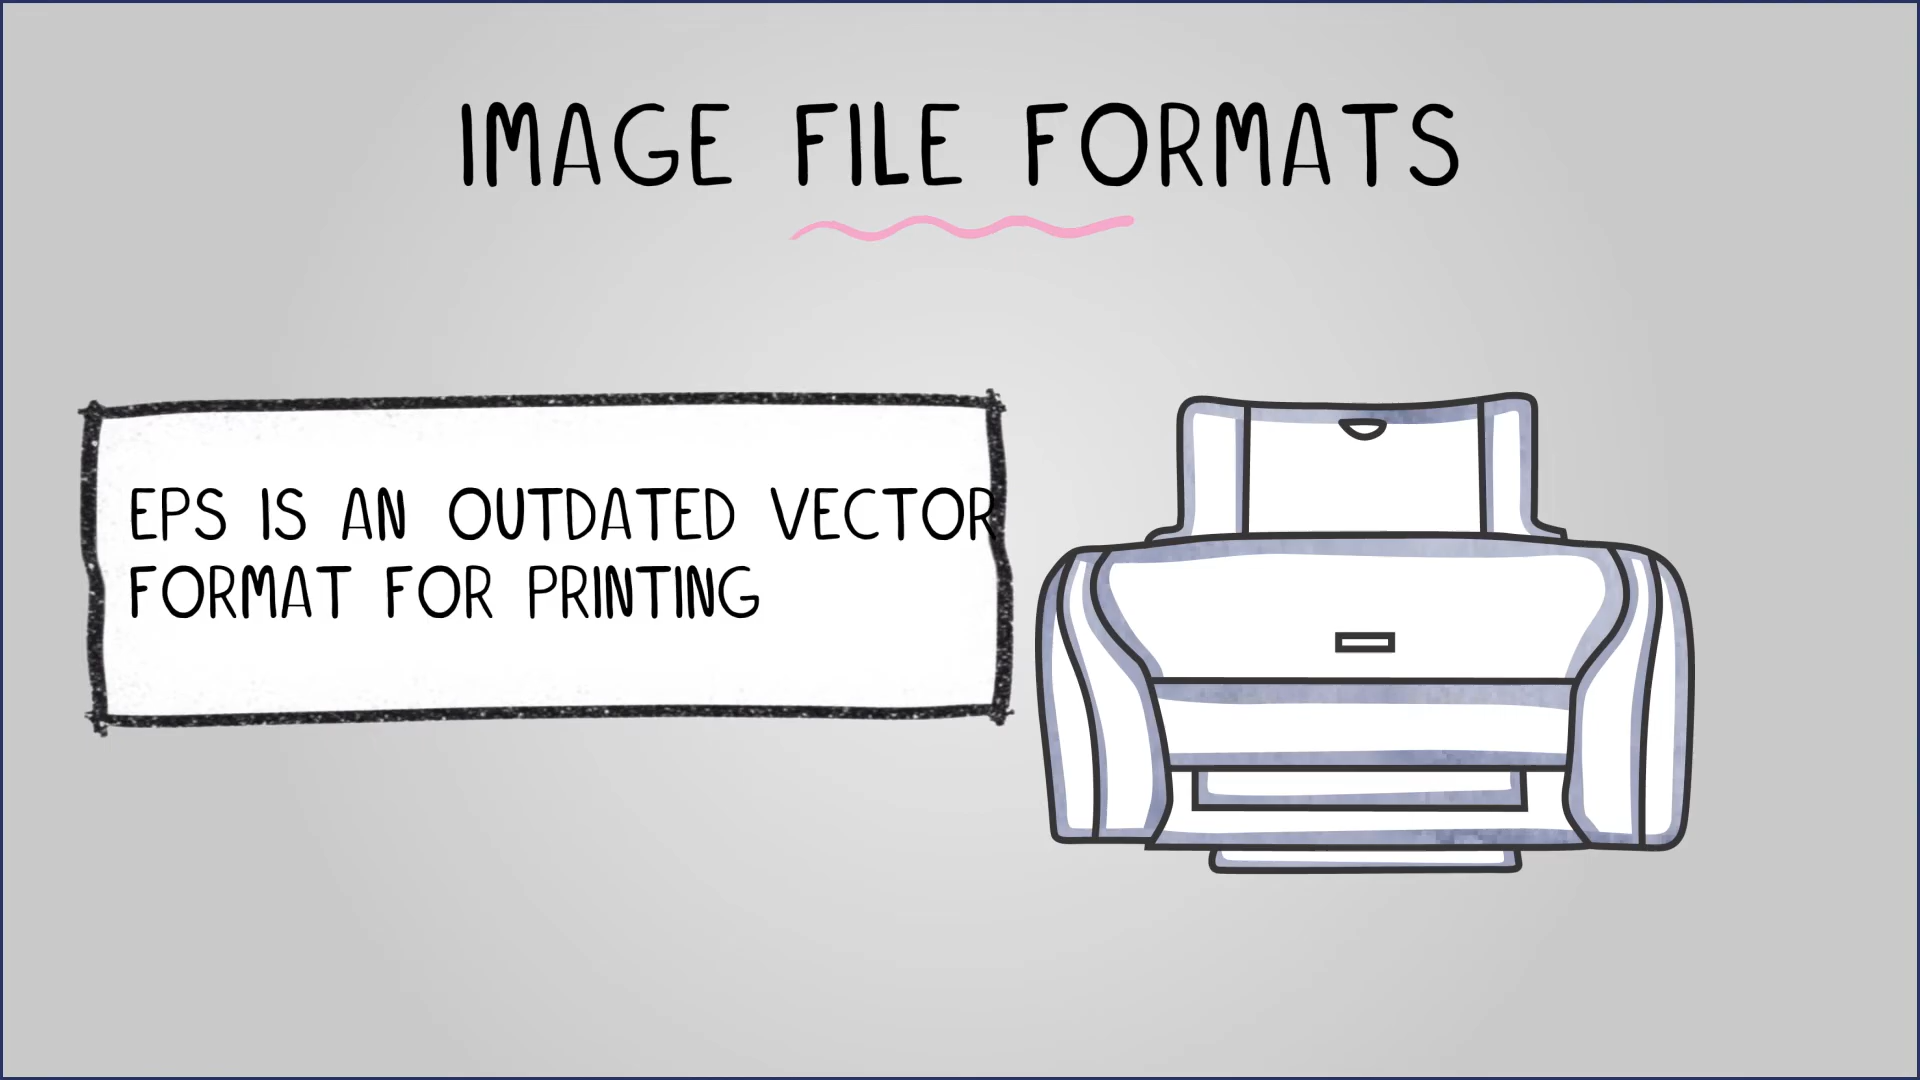 IMAGE FILE FORMATS
EPS IS AN OUTDATED VECTOR
FORMAT FOR PRINTING